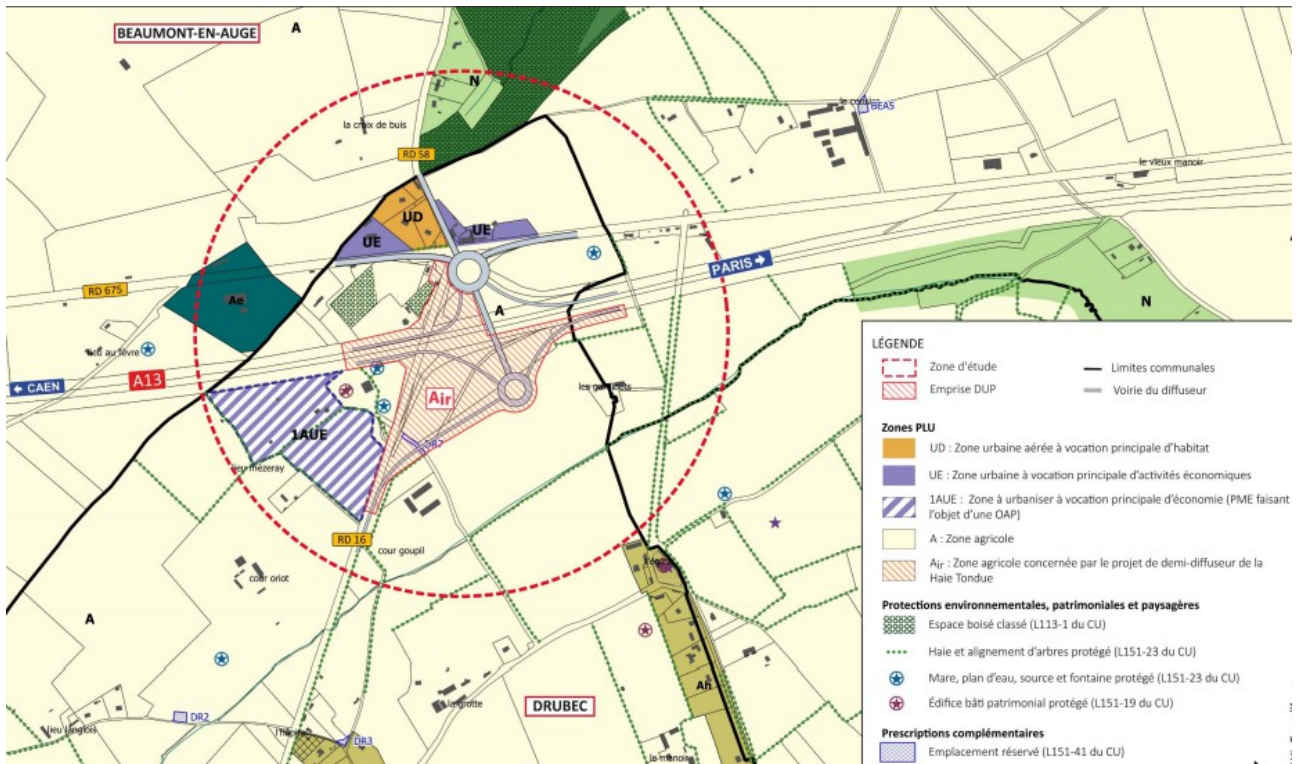 BEAUMONT-EN-AUGE
A
N
la croix de buis
RD 58
BEA5
le vieux manoir
UD
UE
UE
PARIS
RD 675
Ae
A
N
lieu au fèvre
CAEN
A13
Air
les
1AUE
DR7
lieu mézeray
RD 16
cour goupil
cour oriot
A
Ah
la grotte
DRUBEC
DR2
lieu langlois
DR3
le manoir
LÉGENDE
Zone d'étude
Limites communales
Emprise DUP
Voirie du diffuseur
Zones PLU
UD : Zone urbaine aérée à vocation principale d'habitat
UE : Zone urbaine à vocation principale d'activités économiques
1AUE : Zone à urbaniser à vocation principale d'économie (PME faisant
l'objet d'une OAP)
A : Zone agricole
Air : Zone agricole concernée par le projet de demi-diffuseur de la
Haie Tondue
Protections environnementales, patrimoniales et paysagères
Espace boisé classé (L113-1 du CU)
Haie et alignement d'arbres protégé (L151-23 du CU)
Mare, plan d'eau, source et fontaine protégé (L151-23 du CU)
Édifice bâti patrimonial protégé (L151-19 du CU)
Prescriptions complémentaires
Emplacement réservé (L151-41 du CU)